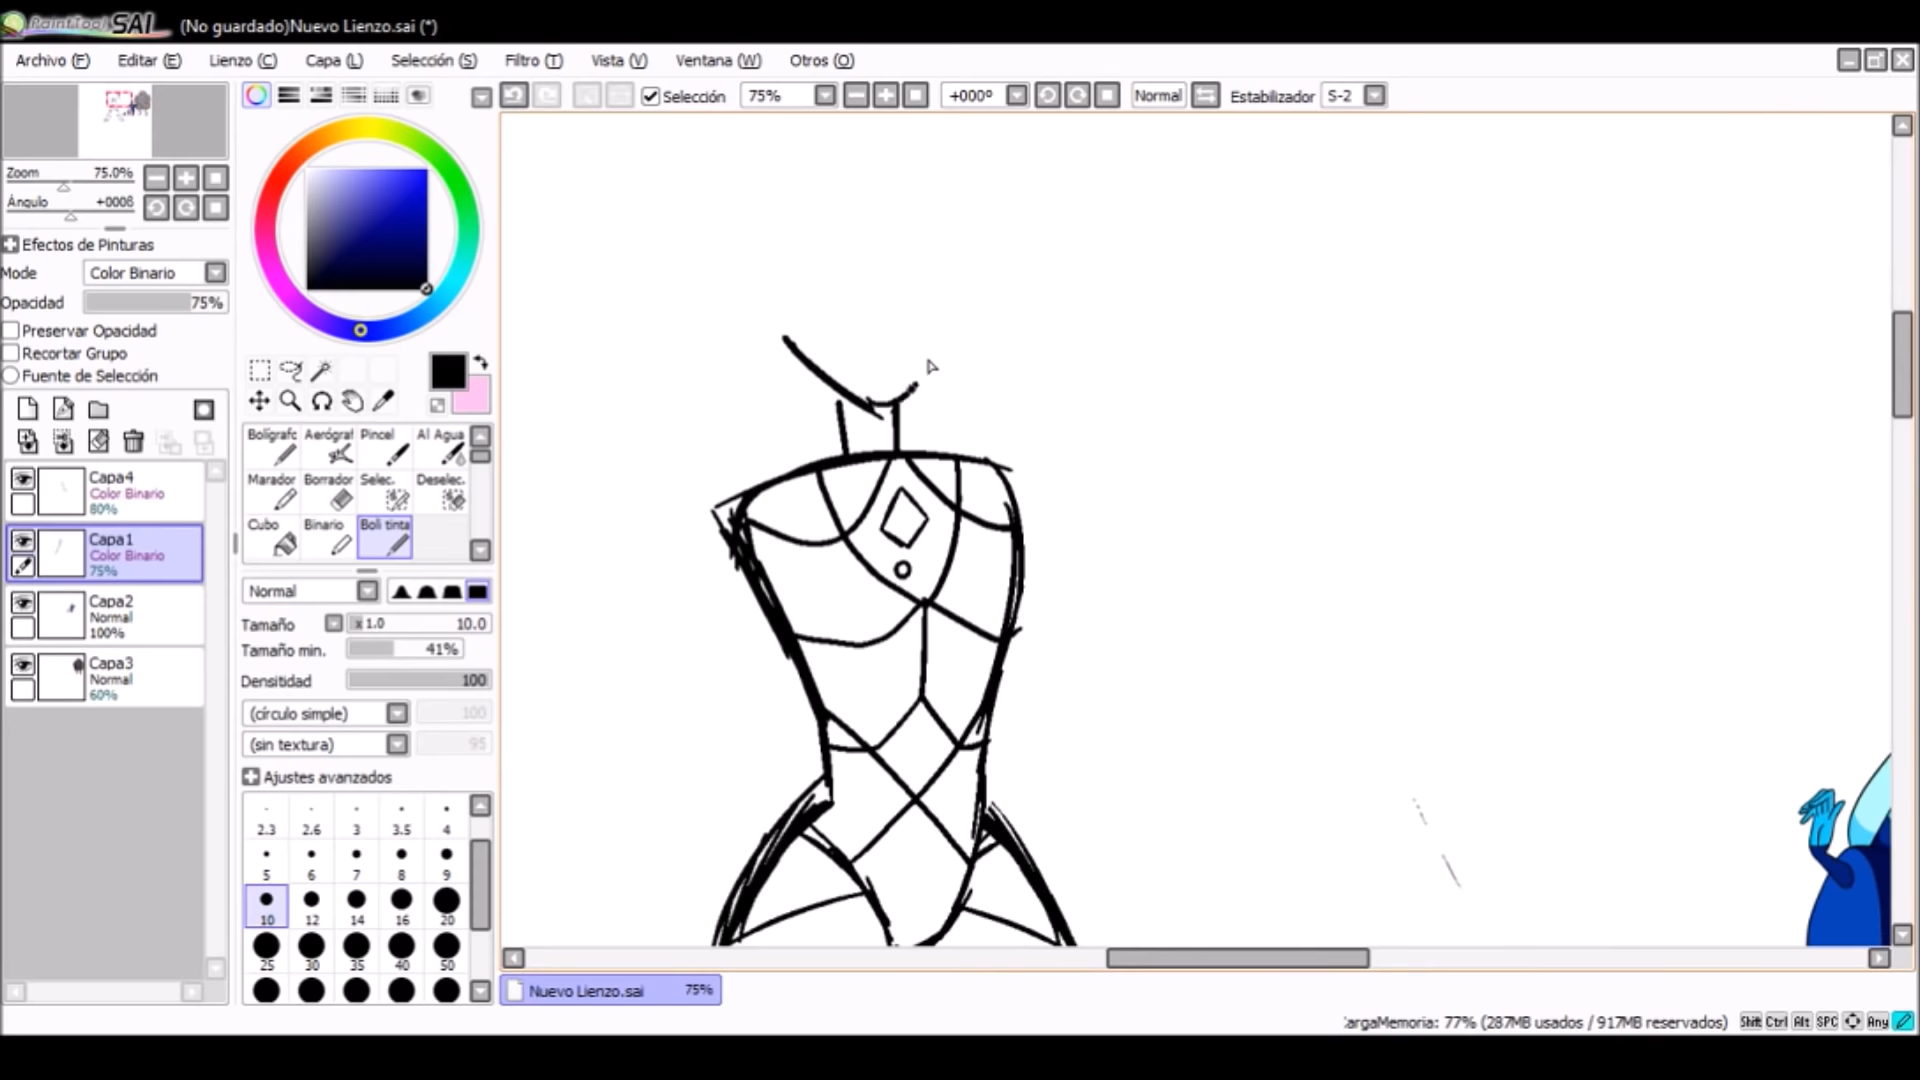 PaintTool SAI (No guardado)Nuevo Lienzo.sai (*)
Archivo (F) Editar (E) Lienzo (C) Capa (L) Selección (S) Filtro (T) Vista (V) Ventana (W) Otros (O)
Selección 75% +000º Normal Estabilizador S-2
Zoom 75.0%
Ángulo +000ß
Efectos de Pinturas
Mode Color Binario
Opacidad 75%
Preservar Opacidad
Recortar Grupo
Fuente de Selección
Capa4
Color Binario
80%
Capa1
Color Binario
75%
Capa2
Normal
100%
Capa3
Normal
60%
Bolígrafc Aerógraf Pincel Al Agua
Marador Borrador Selec. Deselec.
Cubo Binario Boli tinta
Normal
Tamaño x 1.0 10.0
Tamaño min. 41%
Densitidad 100
(círculo simple) 100
(sin textura) 95
Ajustes avanzados
2.3 2.6 3 3.5 4
5 6 7 8 9
10 12 14 16 20
25 30 35 40 50
Nuevo Lienzo.sai 75%
argaMemoria: 77% (287MB usados / 917MB reservados) Shift Ctrl Alt SPC Any